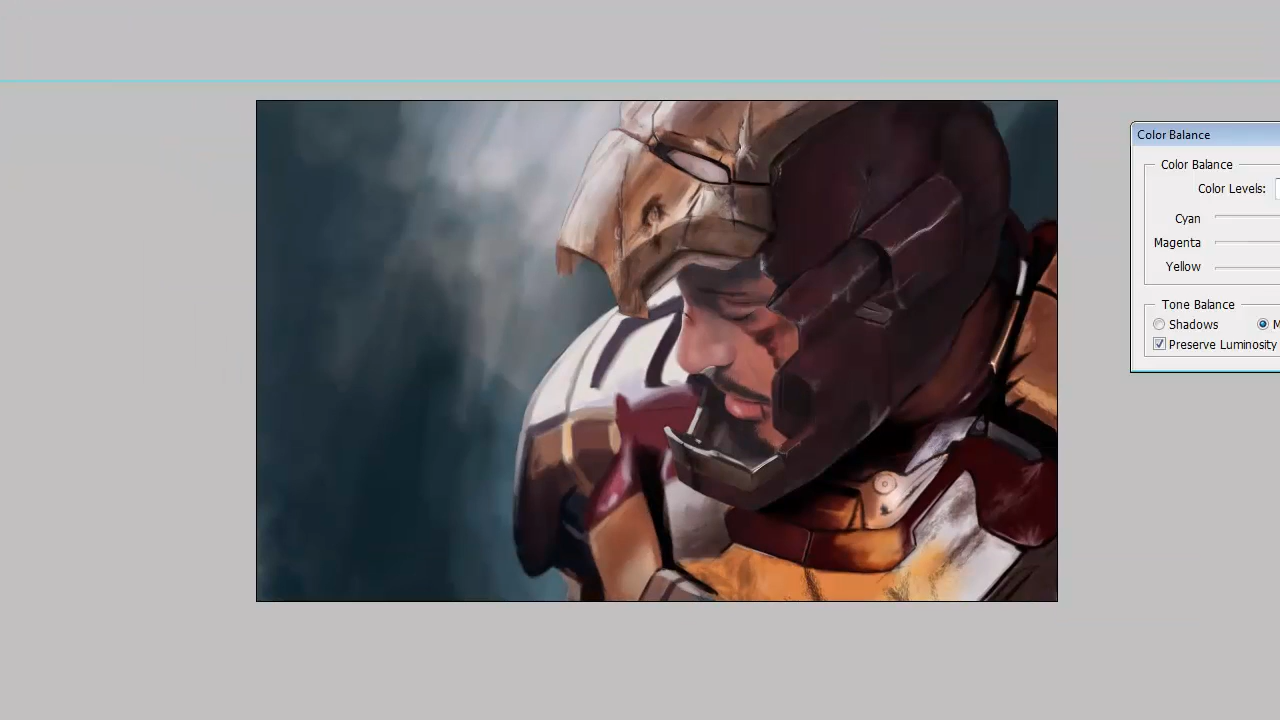 Color Balance
Color Balance
Color Levels:
Cyan
Magenta
Yellow
Tone Balance
Shadows
M
Preserve Luminosity